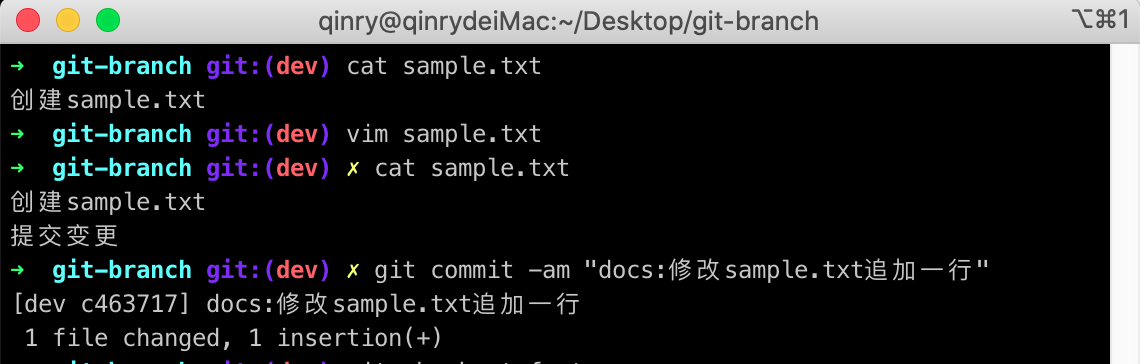 qinry@qinrydeiMac:~/Desktop/git-branch ⌥⌘1
➜ git-branch git:(dev) cat sample.txt
创建sample.txt
➜ git-branch git:(dev) vim sample.txt
➜ git-branch git:(dev) ✗ cat sample.txt
创建sample.txt
提交变更
➜ git-branch git:(dev) ✗ git commit -am "docs:修改sample.txt追加一行"
[dev c463717] docs:修改sample.txt追加一行
1 file changed, 1 insertion(+)